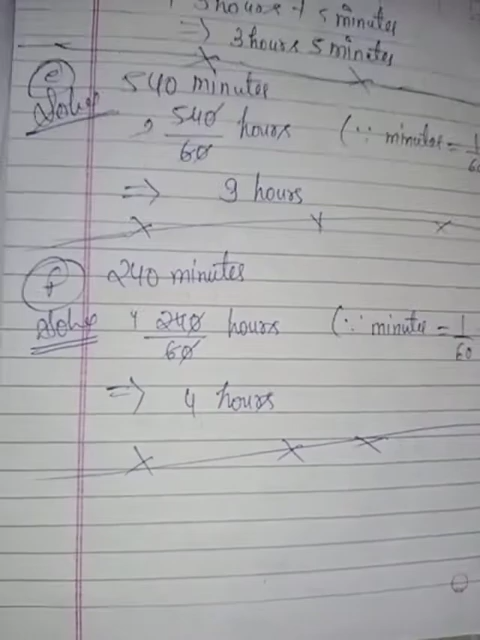 3 hours + 5 minutes
=> 3 hours 5 minutes
(e) 540 minutes
Soln, 540/60 hours (∵ minutes = 1/60
=> 9 hours
(f) 240 minutes
Soln, 240/60 hours (∵ minutes = 1/60
=> 4 hours